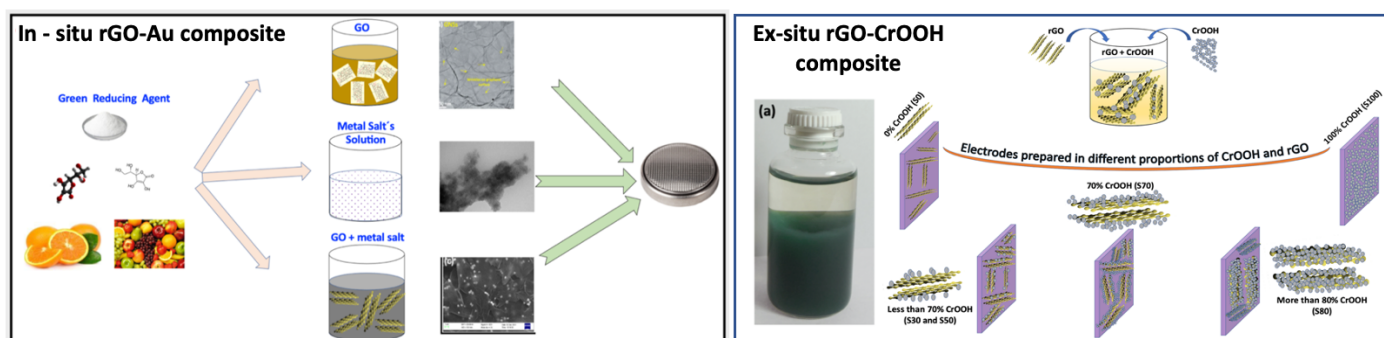 In - situ rGO-Au composite
Green Reducing Agent
GO
Metal Salt´s
Solution
GO + metal salt
(c)
Ex-situ rGO-CrOOH
composite
(a)
rGO
CrOOH
rGO + CrOOH
0% CrOOH (S0)
100% CrOOH (S100)
Electrodes prepared in different proportions of CrOOH and rGO
70% CrOOH (S70)
Less than 70% CrOOH
(S30 and S50)
More than 80% CrOOH
(S80)